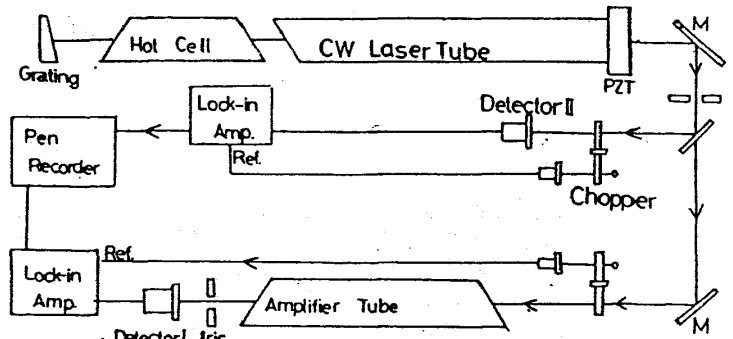 M
Hot Cell
CW Laser Tube
Grating
PZT
Detector II
Lock-in
Amp.
Pen
Recorder
Ref.
Chopper
Ref.
Lock-in
Amp.
Amplifier Tube
M
Detector I Iris